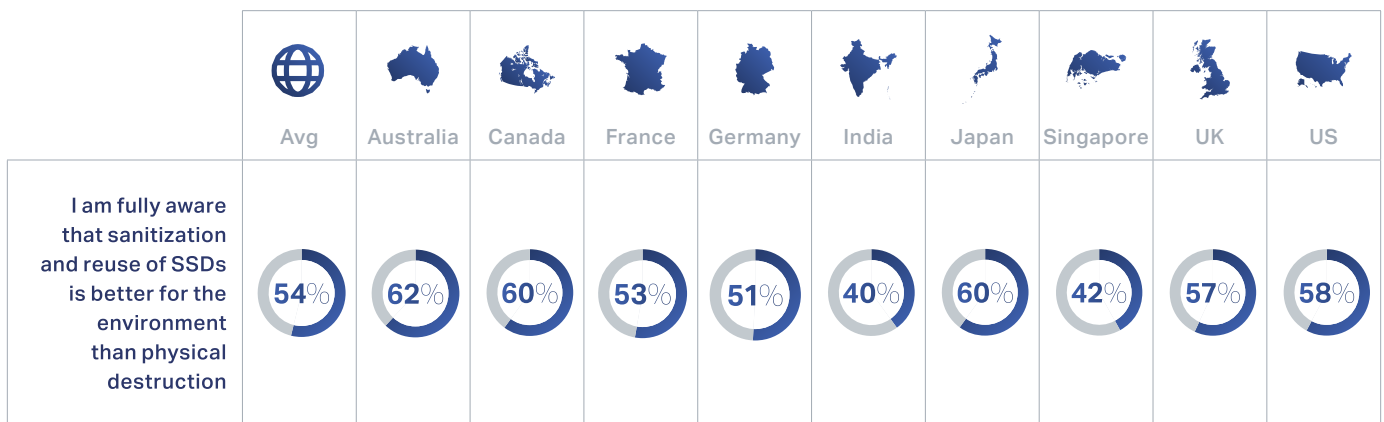 Avg Australia Canada France Germany India Japan Singapore UK US
I am fully aware
that sanitization
and reuse of SSDs
is better for the
environment
than physical
destruction
54% 62% 60% 53% 51% 40% 60% 42% 57% 58%